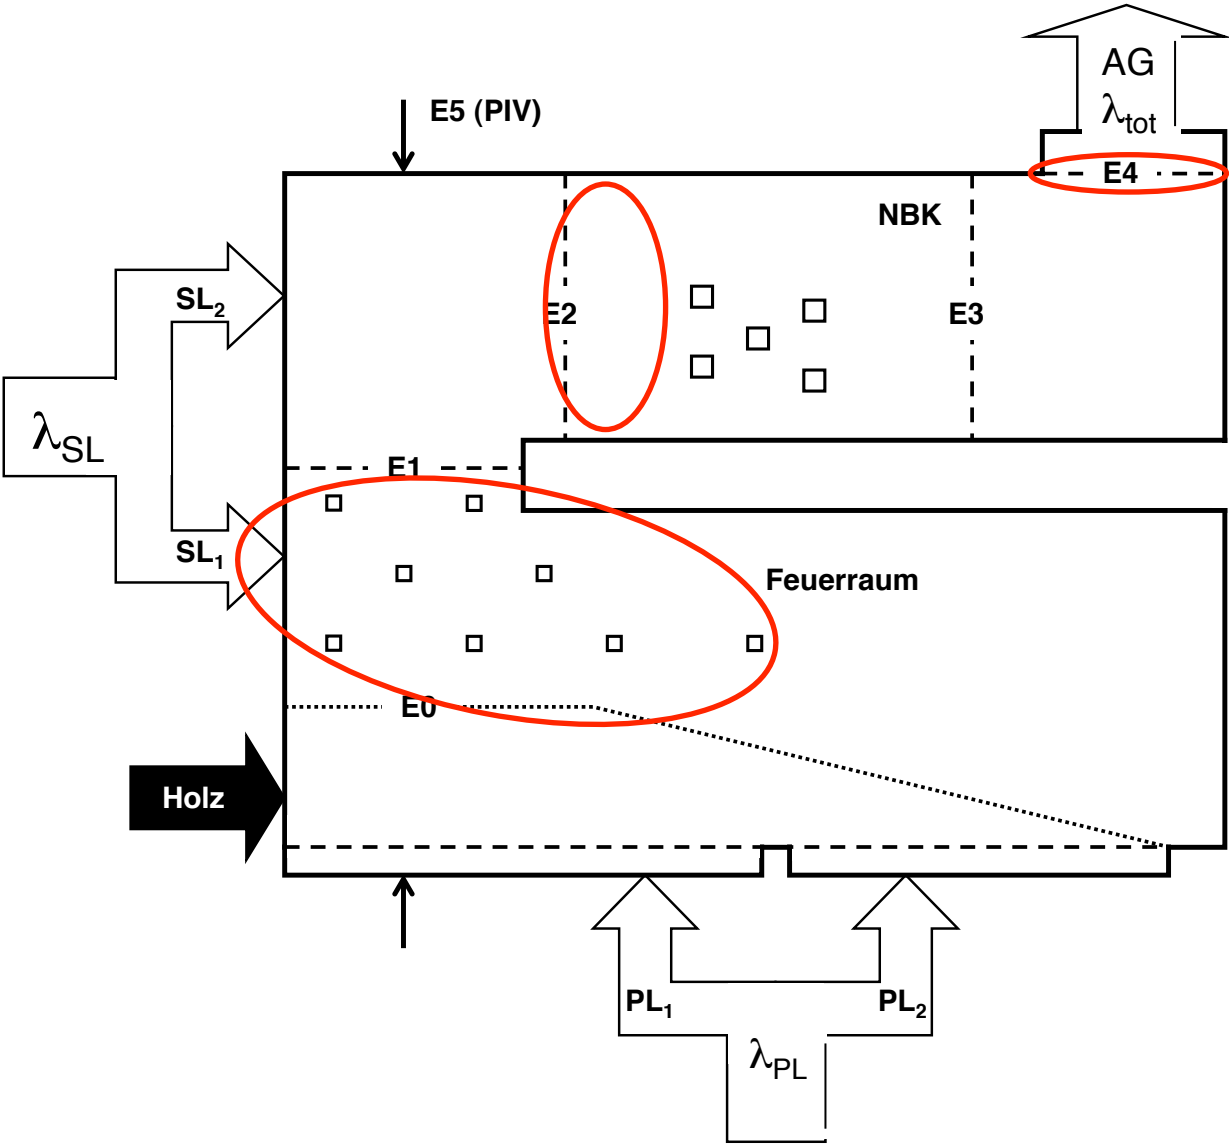 AG
λtot
E5 (PIV)
E4
NBK
SL2
E2
E3
λSL
E1
SL1
Feuerraum
E0
Holz
PL1
PL2
λPL